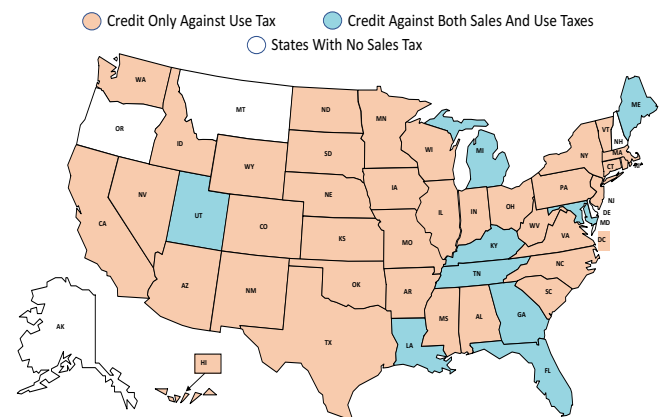 Credit Only Against Use Tax
Credit Against Both Sales And Use Taxes
States With No Sales Tax
WA
MT
ND
MN
ME
OR
ID
SD
WI
MI
VT
NH
NY
MA
CT
WY
NV
UT
NE
IA
PA
NJ
CA
CO
KS
MO
IL
IN
OH
WV
VA
DE
MD
DC
KY
NC
AZ
NM
OK
AR
TN
SC
TX
LA
MS
AL
GA
FL
AK
HI